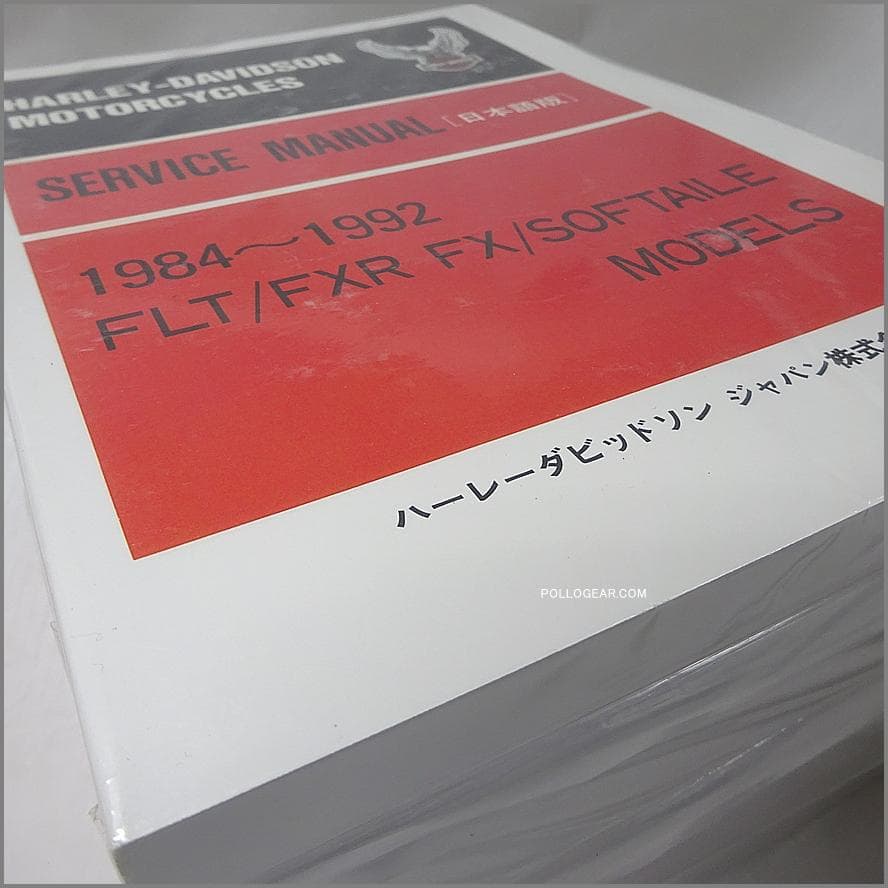 HARLEY-DAVIDSON
MOTORCYCLES
SERVICE MANUAL [日本語版]
1984～1992
FLT/FXR FX/SOFTAILE
MODELS
ハーレーダビッドソン ジャパン株式
POLLOGEAR.COM